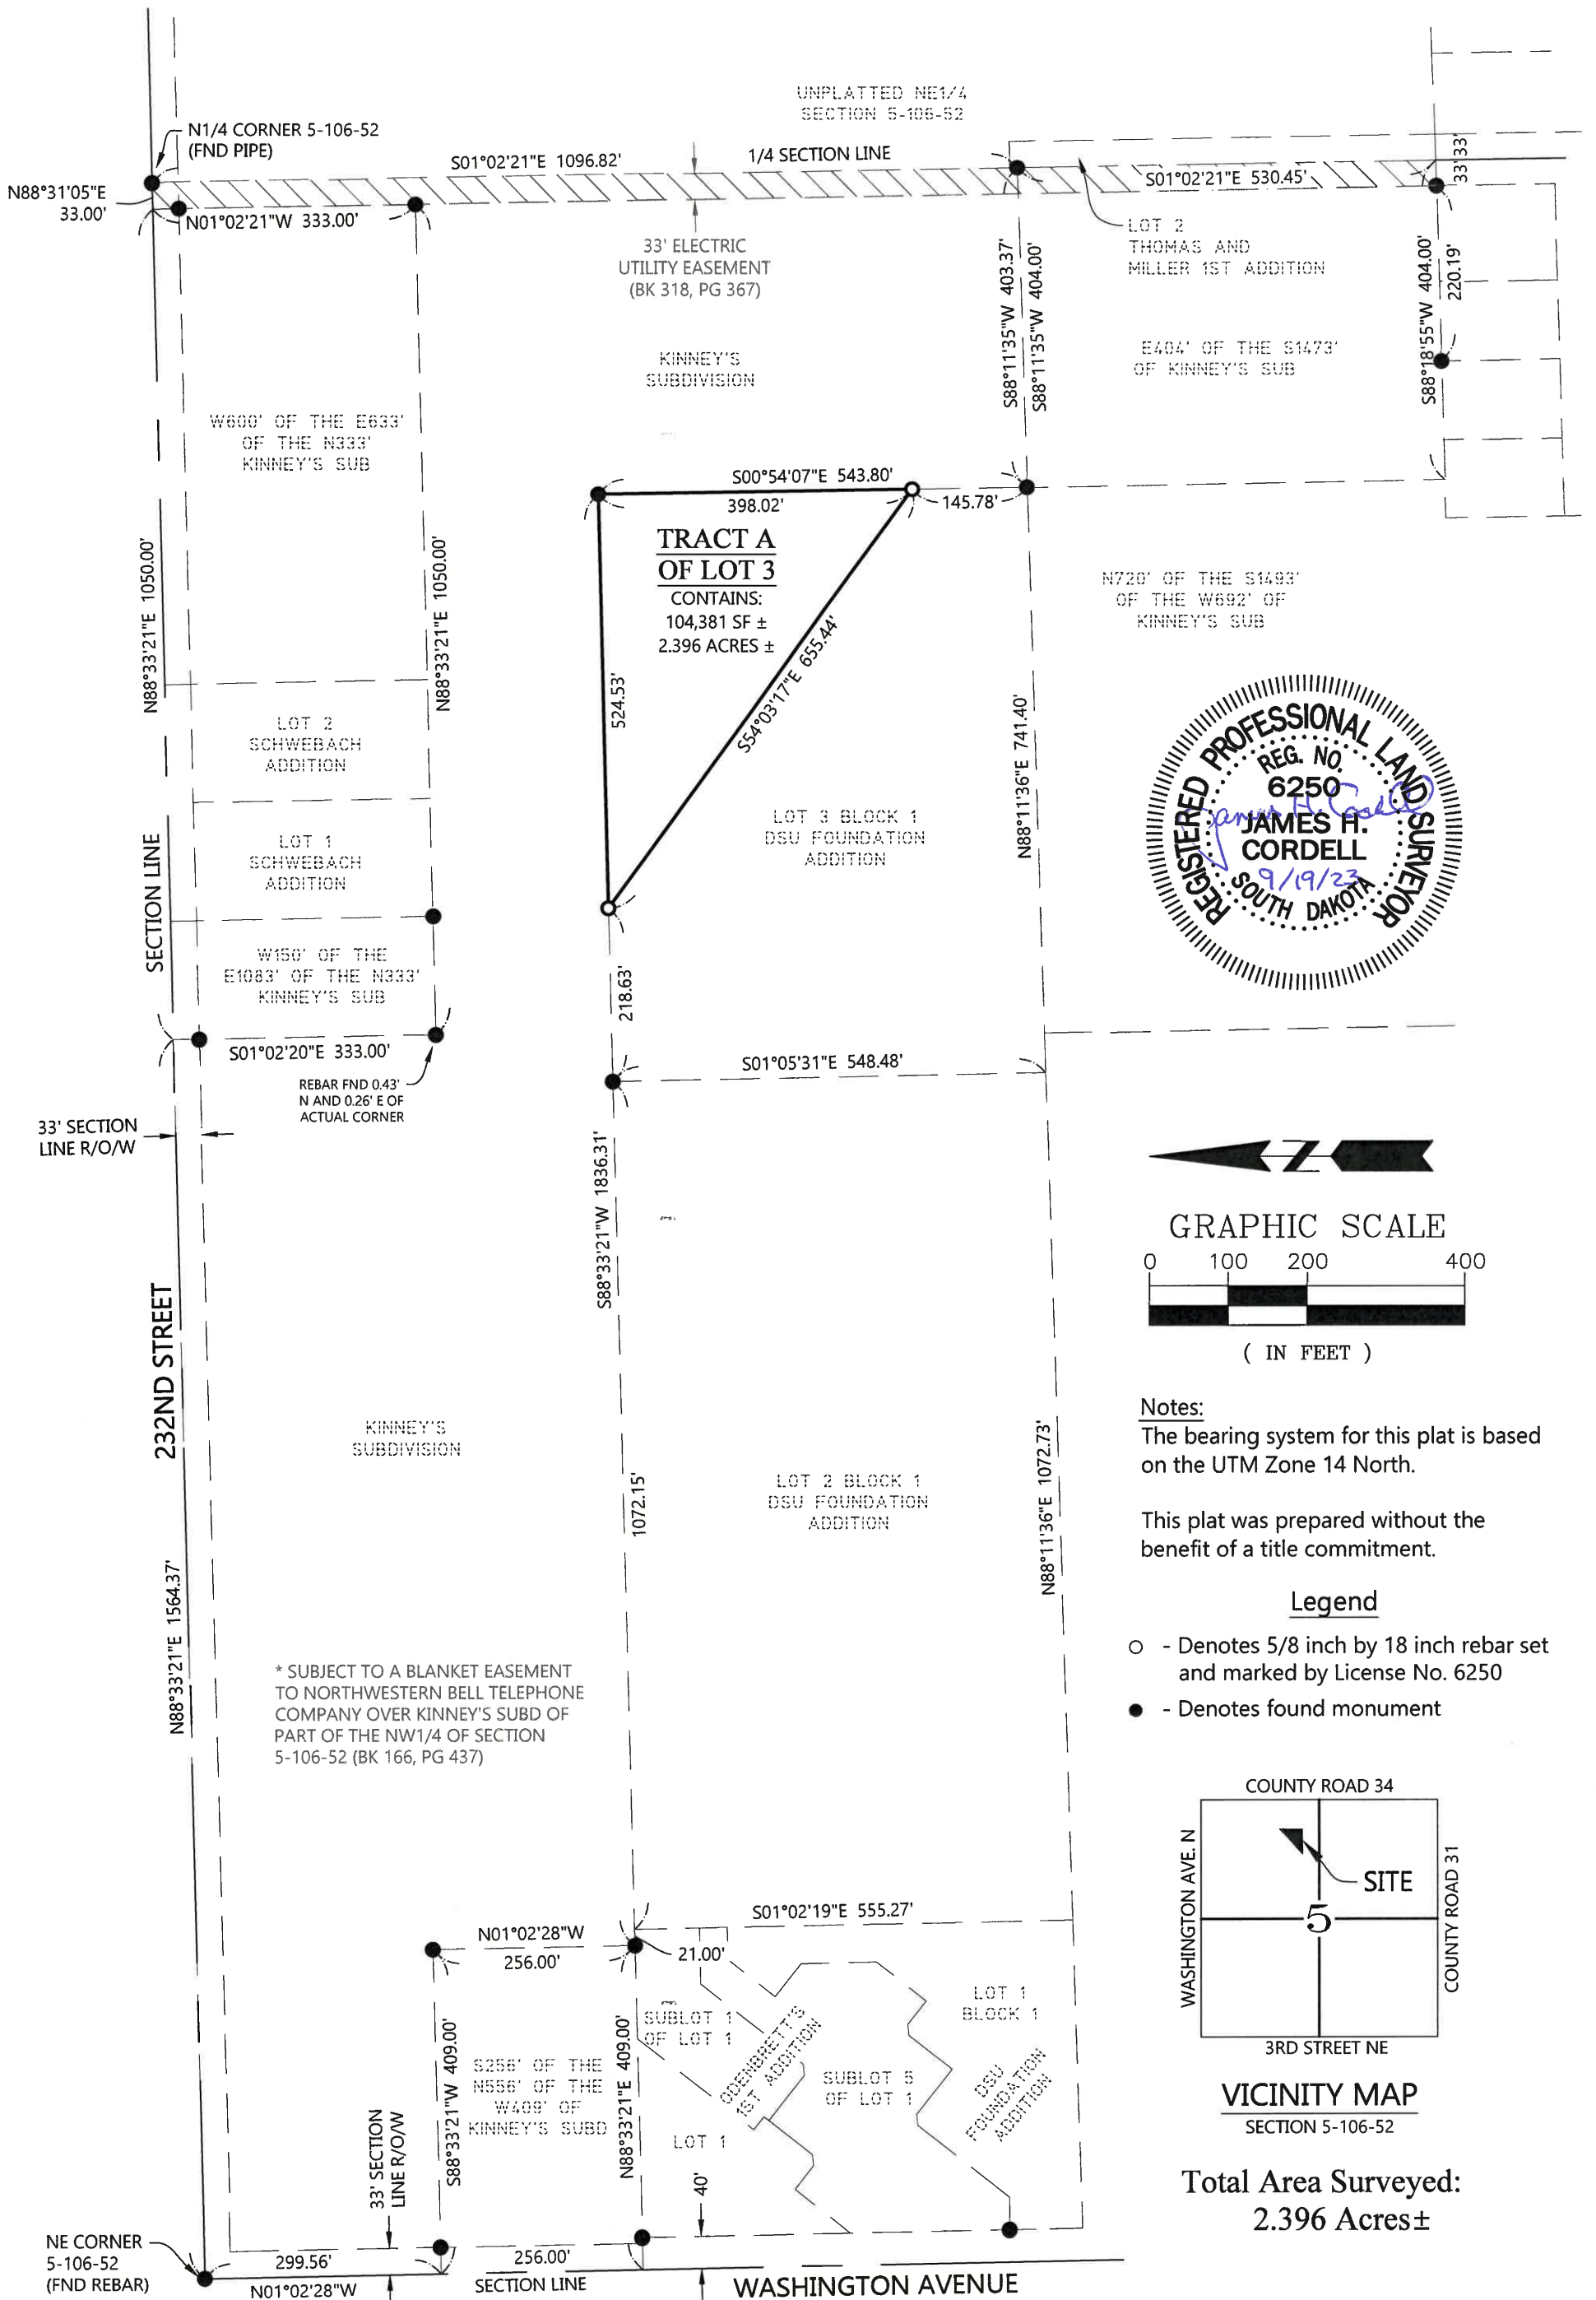 UNPLATTED NE1/4
SECTION 5-106-52
N1/4 CORNER 5-106-52
(FND PIPE)
S01°02'21"E 1096.82'
1/4 SECTION LINE
33'
33'
N88°31'05"E
33.00'
S01°02'21"E 530.45'
N01°02'21"W 333.00'
33' ELECTRIC
UTILITY EASEMENT
(BK 318, PG 367)
LOT 2
THOMAS AND
MILLER 1ST ADDITION
S88°11'35"W 403.37'
S88°11'35"W 404.00'
S88°18'55"W 404.00'
220.19'
KINNEY'S
SUBDIVISION
E404' OF THE S1473'
OF KINNEY'S SUB
W600' OF THE E633'
OF THE N333'
KINNEY'S SUB
S00°54'07"E 543.80'
398.02'
145.78'
TRACT A
OF LOT 3
CONTAINS:
104,381 SF ±
2.396 ACRES ±
N88°33'21"E 1050.00'
N88°33'21"E 1050.00'
524.53'
S54°03'17"E 655.44'
N720' OF THE S1493'
OF THE W692' OF
KINNEY'S SUB
N88°11'36"E 741.40'
LOT 2
SCHWEBACH
ADDITION
LOT 1
SCHWEBACH
ADDITION
LOT 3 BLOCK 1
DSU FOUNDATION
ADDITION
REGISTERED PROFESSIONAL LAND SURVEYOR
REG. NO.
6250
James H. Cordell
JAMES H.
CORDELL
9/19/23
SOUTH DAKOTA
SECTION LINE
W150' OF THE
E1083' OF THE N333'
KINNEY'S SUB
218.63'
S01°02'20"E 333.00'
S01°05'31"E 548.48'
REBAR FND 0.43'
N AND 0.26' E OF
ACTUAL CORNER
33' SECTION
LINE R/O/W
S88°33'21"W 1836.31'
N
GRAPHIC SCALE
0 100 200 400
( IN FEET )
232ND STREET
KINNEY'S
SUBDIVISION
1072.15'
LOT 2 BLOCK 1
DSU FOUNDATION
ADDITION
N88°11'36"E 1072.73'
Notes:
The bearing system for this plat is based
on the UTM Zone 14 North.
This plat was prepared without the
benefit of a title commitment.
Legend
- Denotes 5/8 inch by 18 inch rebar set
and marked by License No. 6250
- Denotes found monument
N88°33'21"E 1564.37'
* SUBJECT TO A BLANKET EASEMENT
TO NORTHWESTERN BELL TELEPHONE
COMPANY OVER KINNEY'S SUBD OF
PART OF THE NW1/4 OF SECTION
5-106-52 (BK 166, PG 437)
COUNTY ROAD 34
WASHINGTON AVE. N
SITE
5
COUNTY ROAD 31
3RD STREET NE
VICINITY MAP
SECTION 5-106-52
Total Area Surveyed:
2.396 Acres±
S01°02'19"E 555.27'
N01°02'28"W
256.00'
21.00'
SUBLOT 1
OF LOT 1
LOT 1
BLOCK 1
ODENBRETT'S
1ST ADDITION
SUBLOT 5
OF LOT 1
DSU
FOUNDATION
ADDITION
S88°33'21"W 409.00'
S256' OF THE
N556' OF THE
W409' OF
KINNEY'S SUBD
N88°33'21"E 409.00'
LOT 1
33' SECTION
LINE R/O/W
40'
NE CORNER
5-106-52
(FND REBAR)
299.56'
N01°02'28"W
256.00'
SECTION LINE
WASHINGTON AVENUE